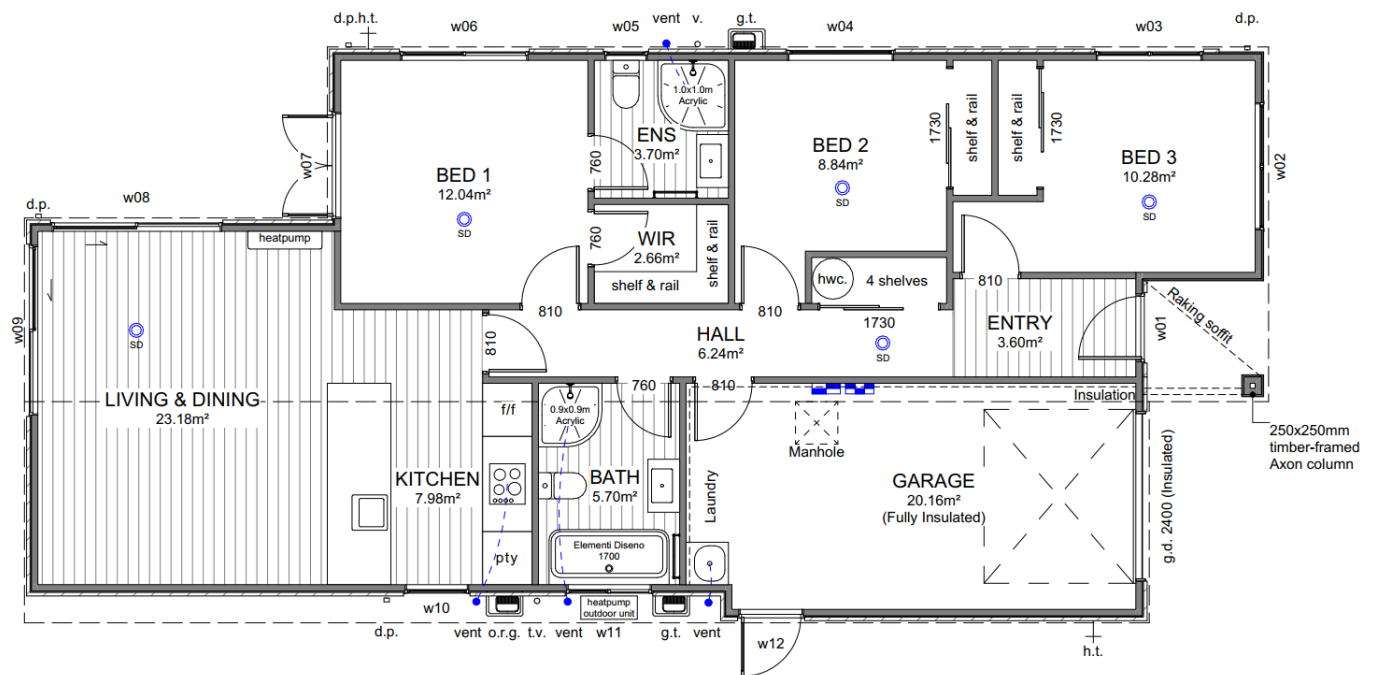 d.p.h.t.
w06
w05
vent
v.
g.t.
w04
w03
d.p.
1.0x1.0m
Acrylic
ENS
3.70m²
BED 1
12.04m²
SD
760
w07
1730
shelf & rail
BED 2
8.84m²
SD
shelf & rail
1730
BED 3
10.28m²
SD
w02
d.p.
w08
heatpump
760
WIR
2.66m²
shelf & rail
shelf & rail
hwc.
4 shelves
810
810
810
1730
HALL
6.24m²
SD
ENTRY
3.60m²
w01
Raking soffit
w09
SD
810
LIVING & DINING
23.18m²
f/f
0.9x0.9m
Acrylic
760
810
Insulation
Manhole
250x250mm
timber-framed
Axon column
KITCHEN
7.98m²
BATH
5.70m²
Laundry
GARAGE
20.16m²
(Fully Insulated)
g.d. 2400 (Insulated)
pty
Elementi Diseno
1700
w10
heatpump
outdoor unit
d.p.
vent
o.r.g.
t.v.
vent
w11
g.t.
vent
w12
h.t.